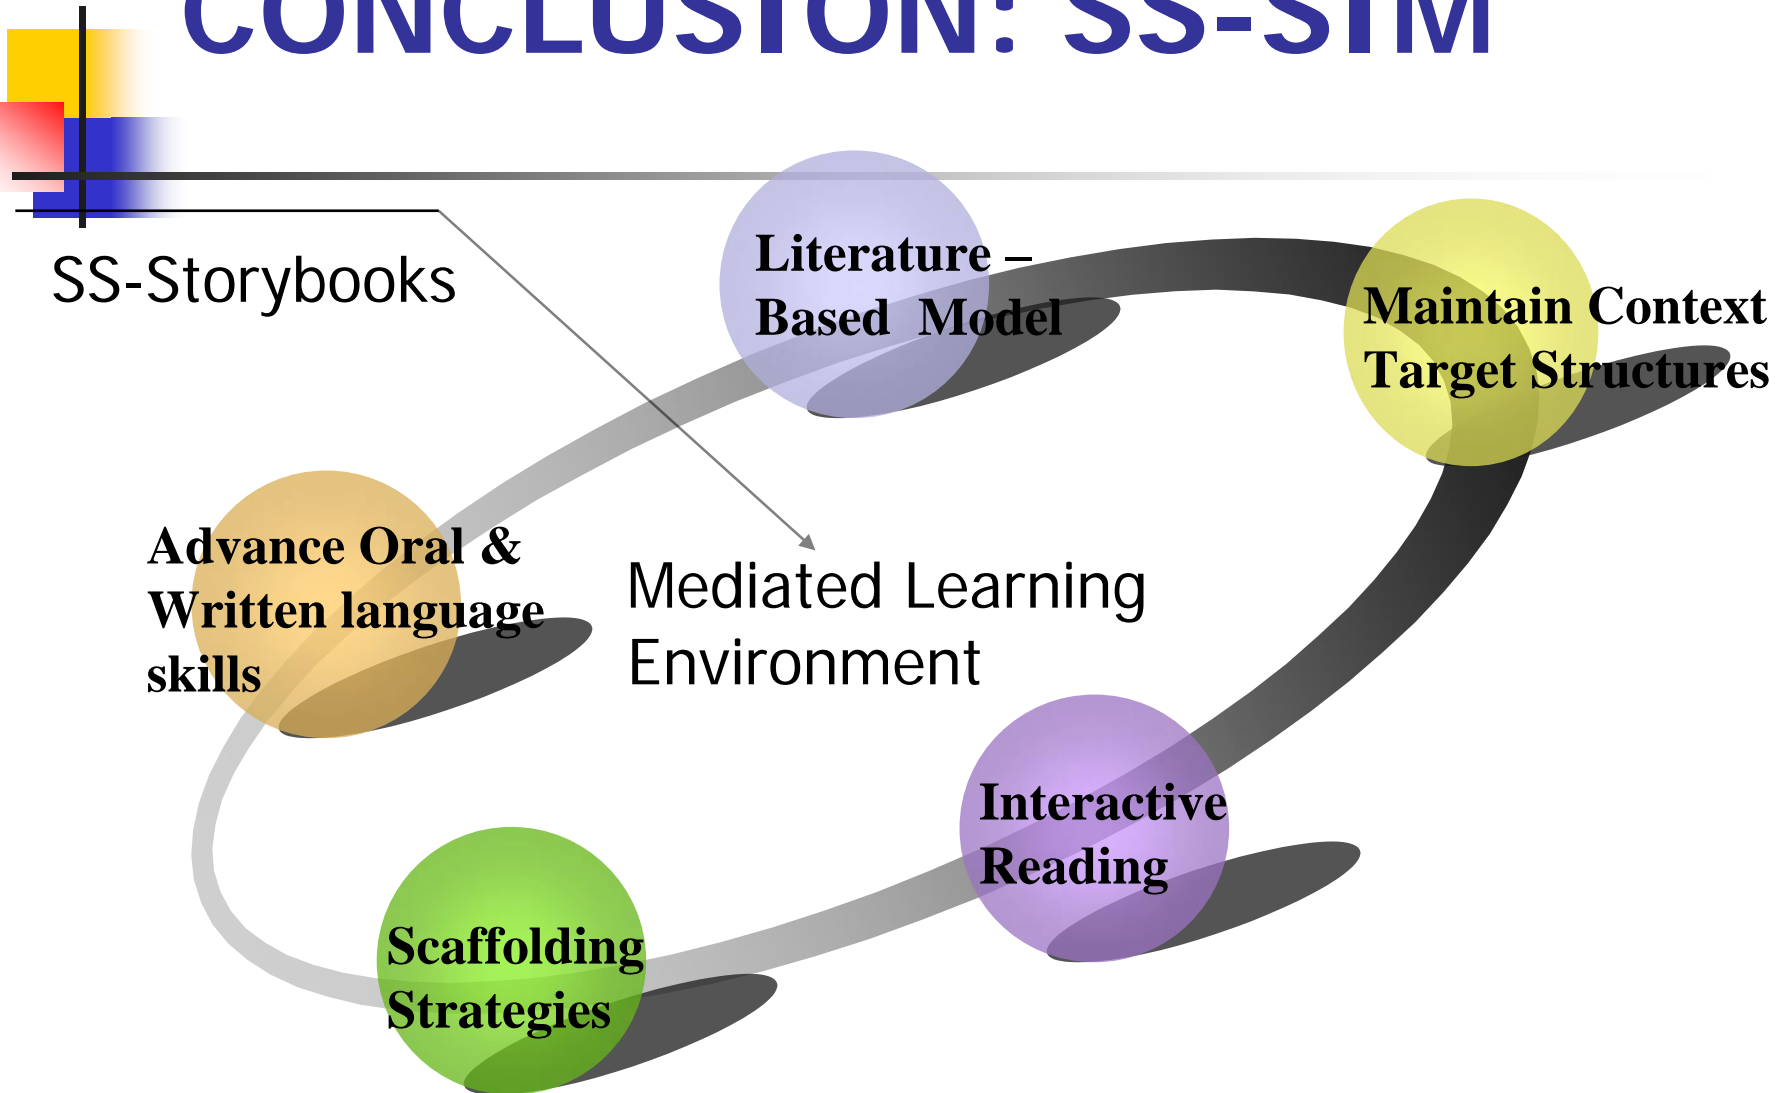 CONCLUSION: SS-SIM
SS-Storybooks
Literature –
Based Model
Maintain Context
Target Structures
Advance Oral &
Written language
skills
Mediated Learning
Environment
Interactive
Reading
Scaffolding
Strategies